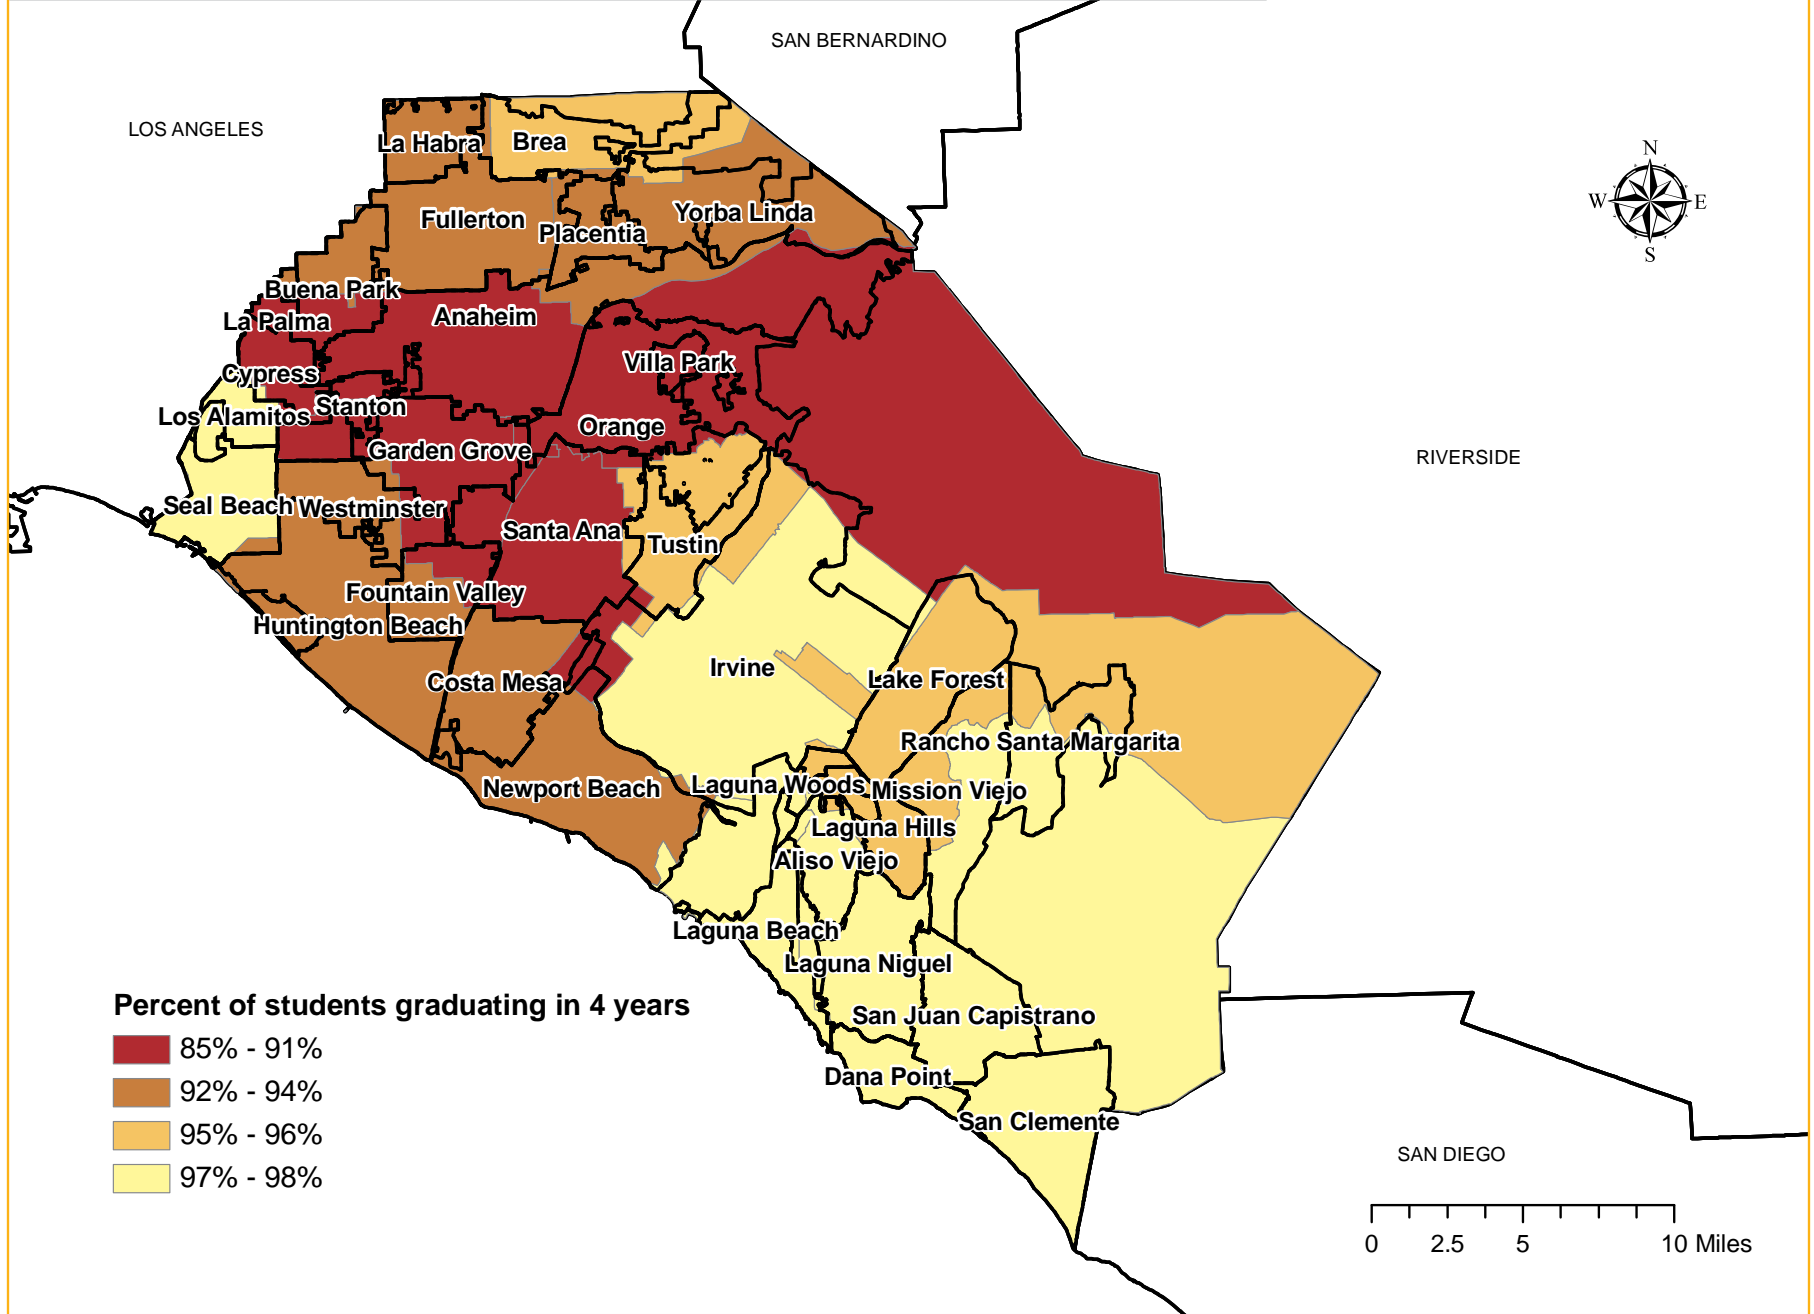 SAN BERNARDINO
LOS ANGELES
La Habra
Brea
N
W
E
S
Fullerton
Placentia
Yorba Linda
Buena Park
La Palma
Anaheim
Villa Park
Cypress
Stanton
Los Alamitos
Orange
Garden Grove
RIVERSIDE
Seal Beach
Westminster
Santa Ana
Tustin
Fountain Valley
Huntington Beach
Irvine
Lake Forest
Costa Mesa
Rancho Santa Margarita
Newport Beach
Laguna Woods
Mission Viejo
Laguna Hills
Aliso Viejo
Laguna Beach
Laguna Niguel
San Juan Capistrano
Dana Point
San Clemente
Percent of students graduating in 4 years
85% - 91%
92% - 94%
95% - 96%
97% - 98%
SAN DIEGO
0 2.5 5 10 Miles